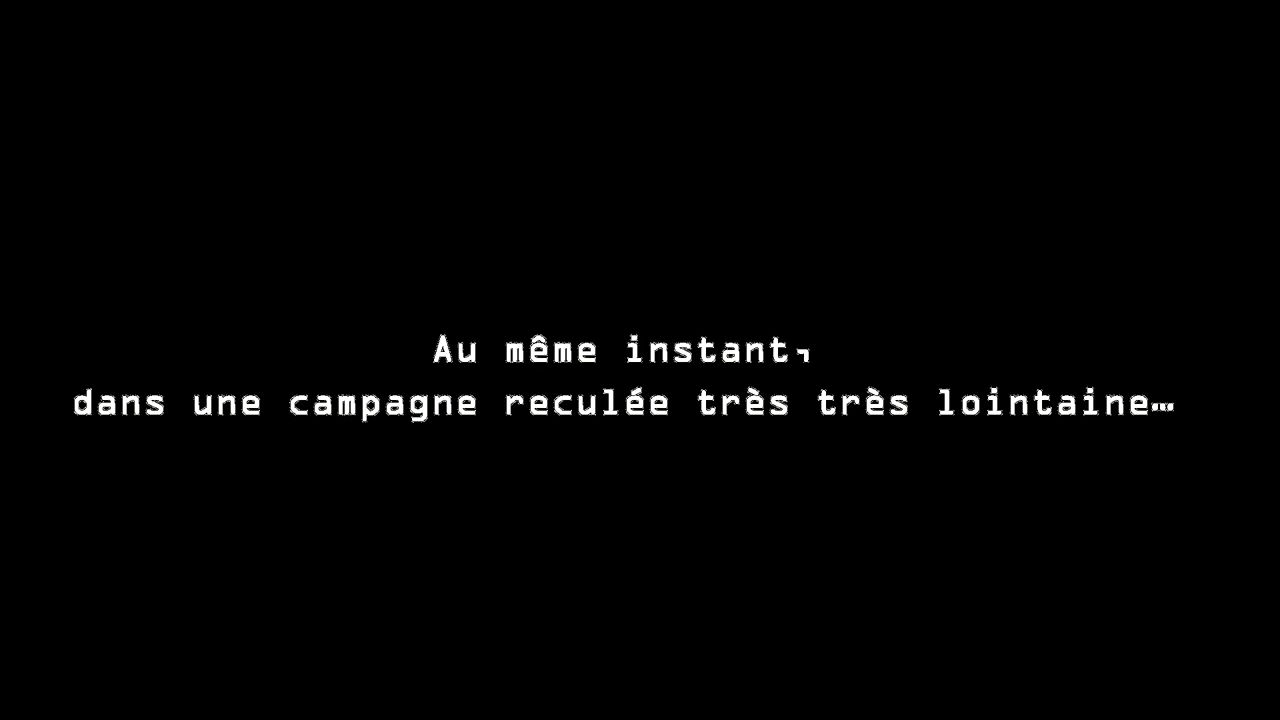 Au même instant,
dans une campagne reculée très très lointaine…